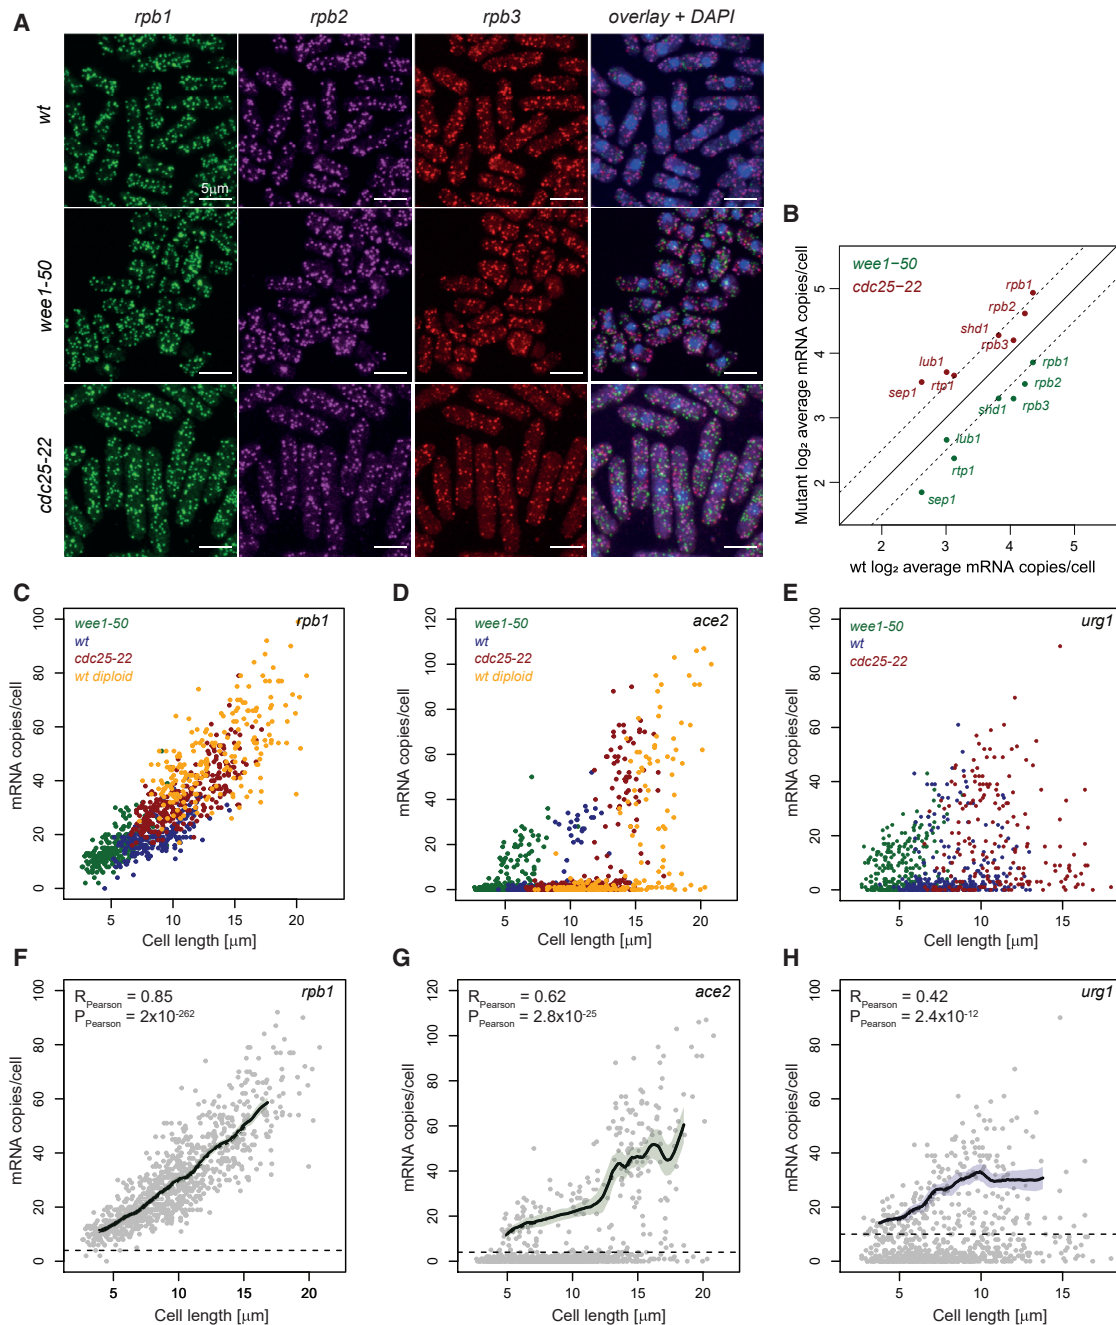 A
rpb1
rpb2
rpb3
overlay + DAPI
wt
5μm
wee1-50
cdc25-22
B
wee1−50
cdc25−22
rpb1
rpb2
shd1
rpb3
lub1
rtp1
sep1
rpb1
rpb2
shd1
rpb3
lub1
rtp1
sep1
5
4
3
2
2
3
4
5
Mutant log₂ average mRNA copies/cell
wt log₂ average mRNA copies/cell
C
wee1-50
wt
cdc25-22
wt diploid
rpb1
100
80
60
40
20
0
5
10
15
20
mRNA copies/cell
Cell length [μm]
D
wee1-50
wt
cdc25-22
wt diploid
ace2
120
100
80
60
40
20
0
5
10
15
20
mRNA copies/cell
Cell length [μm]
E
wee1-50
wt
cdc25-22
urg1
100
80
60
40
20
0
5
10
15
mRNA copies/cell
Cell length [μm]
F
R_Pearson = 0.85
P_Pearson = 2x10^-262
rpb1
100
80
60
40
20
0
5
10
15
20
mRNA copies/cell
Cell length [μm]
G
R_Pearson = 0.62
P_Pearson = 2.8x10^-25
ace2
120
100
80
60
40
20
0
5
10
15
20
mRNA copies/cell
Cell length [μm]
H
R_Pearson = 0.42
P_Pearson = 2.4x10^-12
urg1
100
80
60
40
20
0
5
10
15
mRNA copies/cell
Cell length [μm]